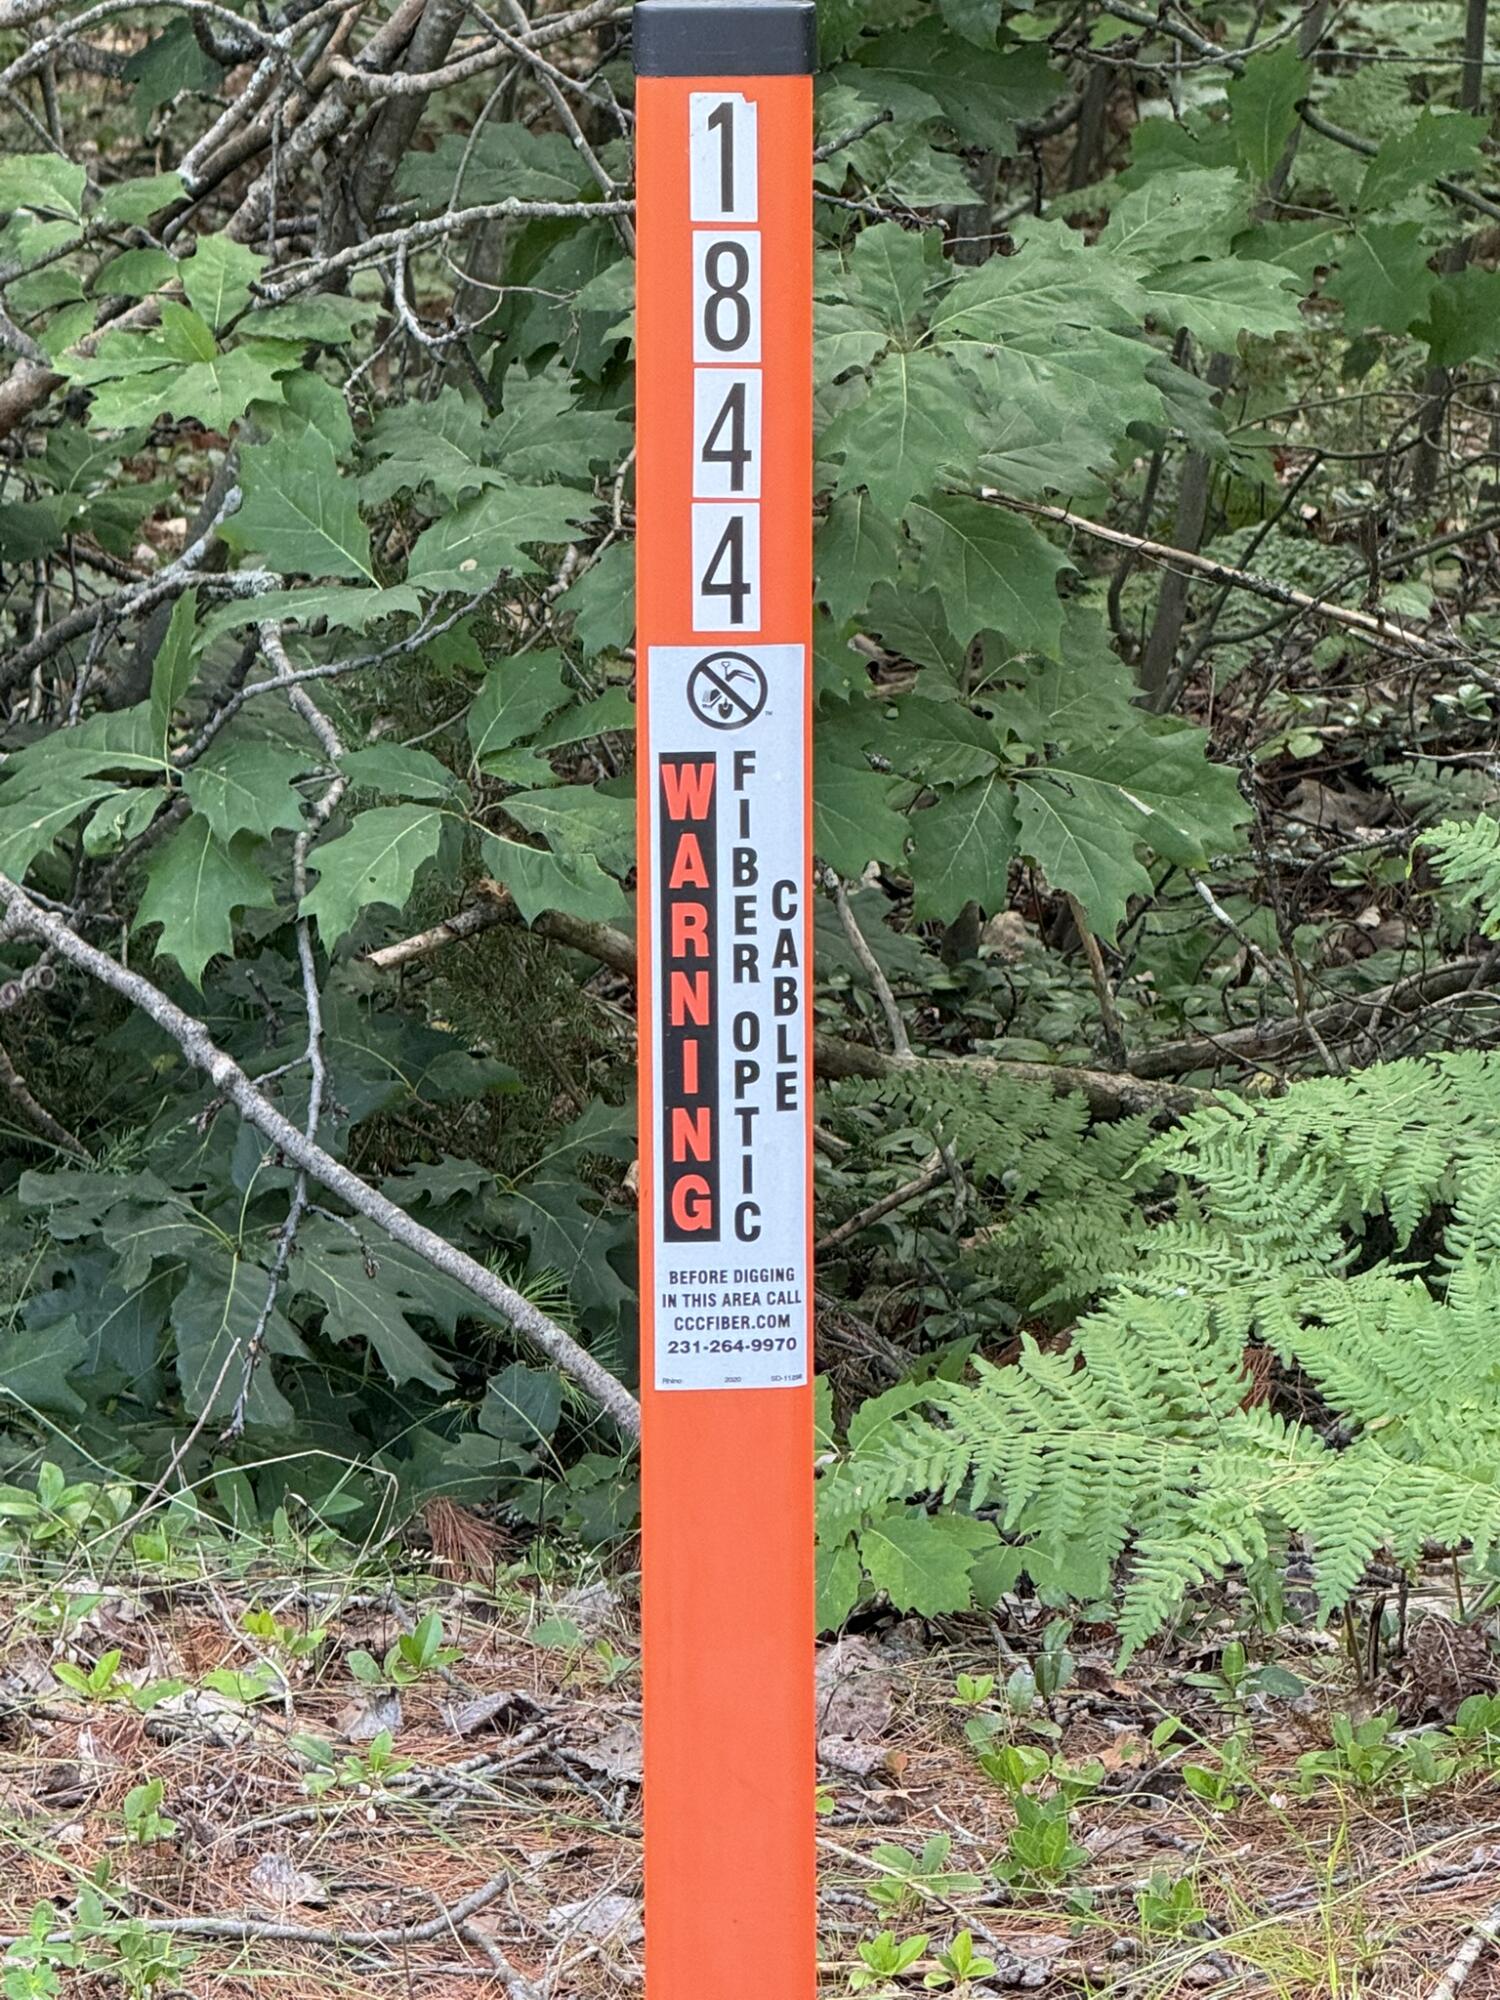 1
8
4
4
TM
WARNING
FIBER OPTIC
CABLE
BEFORE DIGGING
IN THIS AREA CALL
CCCFIBER.COM
231-264-9970
Rhino 2020